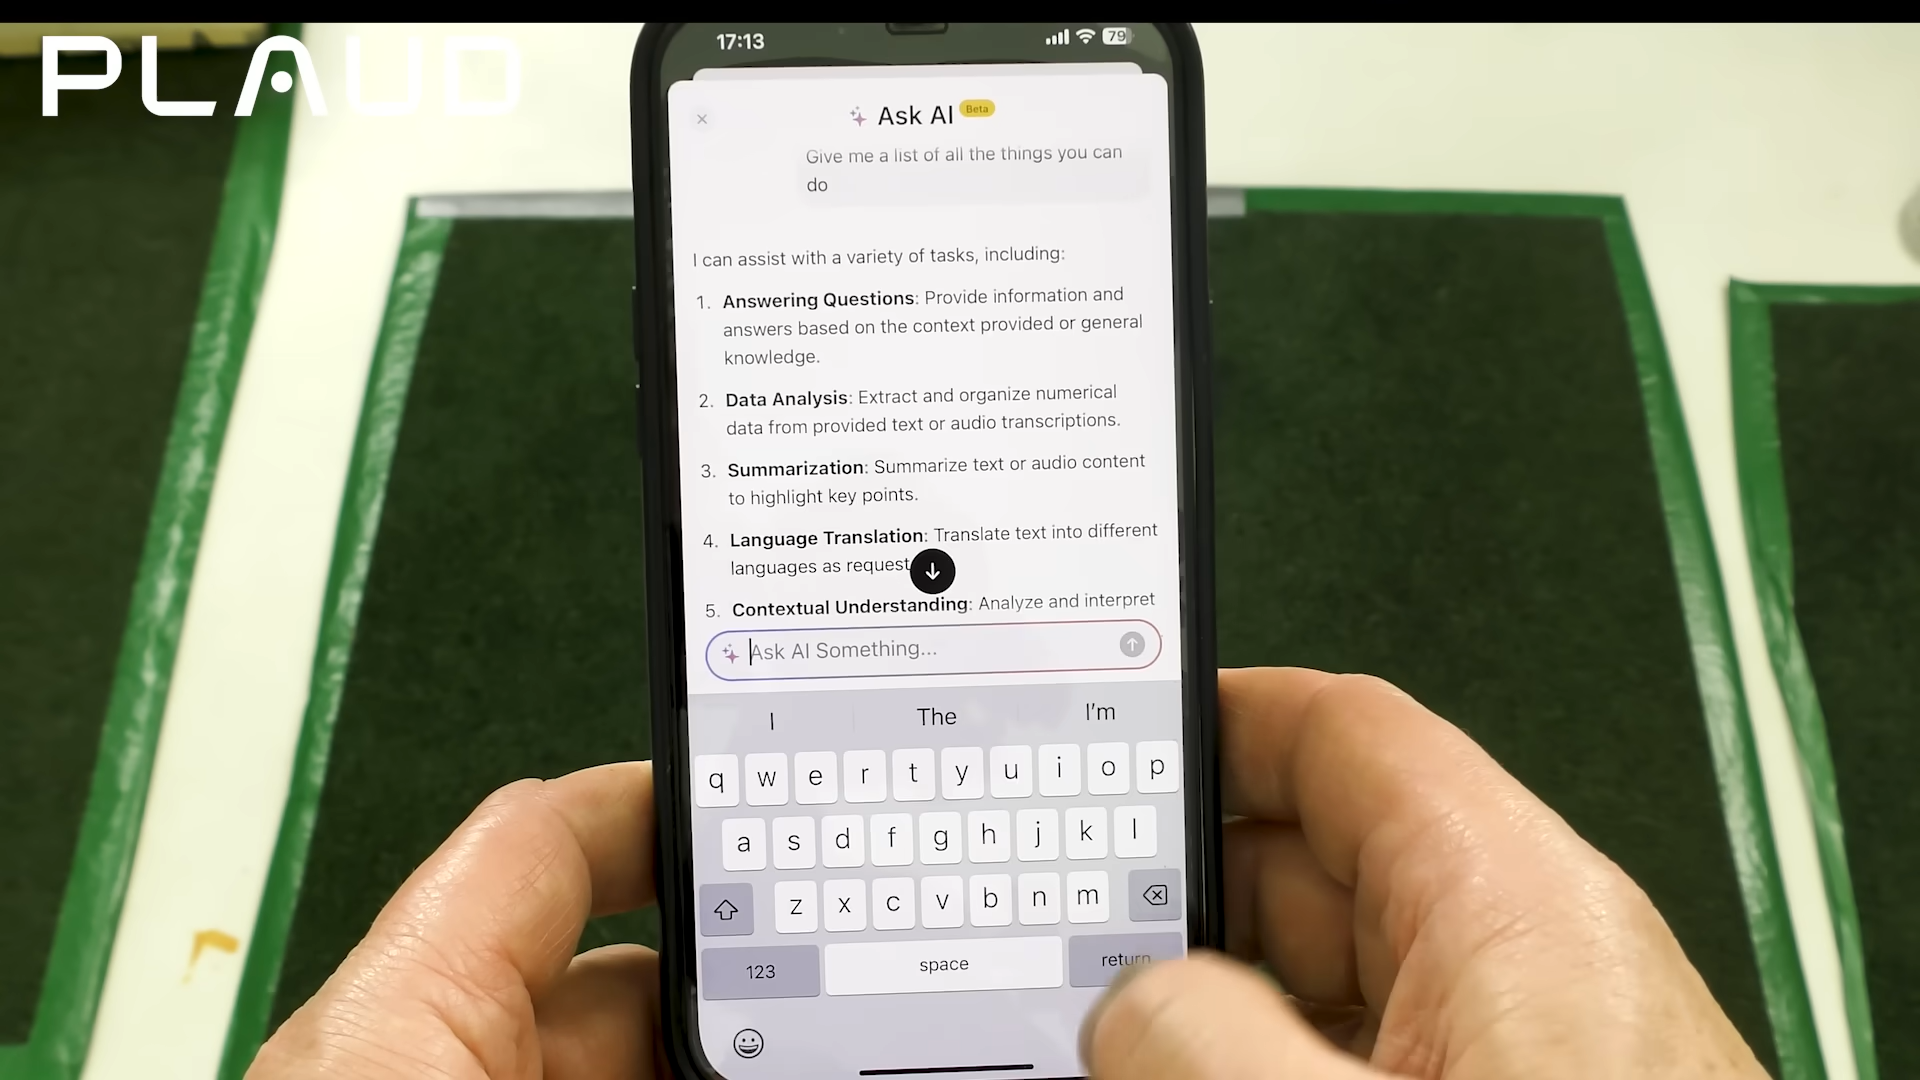 PLAUD
17:13
79
Ask AI Beta
Give me a list of all the things you can
do
I can assist with a variety of tasks, including:
1. Answering Questions: Provide information and
answers based on the context provided or general
knowledge.
2. Data Analysis: Extract and organize numerical
data from provided text or audio transcriptions.
3. Summarization: Summarize text or audio content
to highlight key points.
4. Language Translation: Translate text into different
languages as request
5. Contextual Understanding: Analyze and interpret
Ask AI Something...
I The I'm
q w e r t y u i o p
a s d f g h j k l
z x c v b n m
123 space return